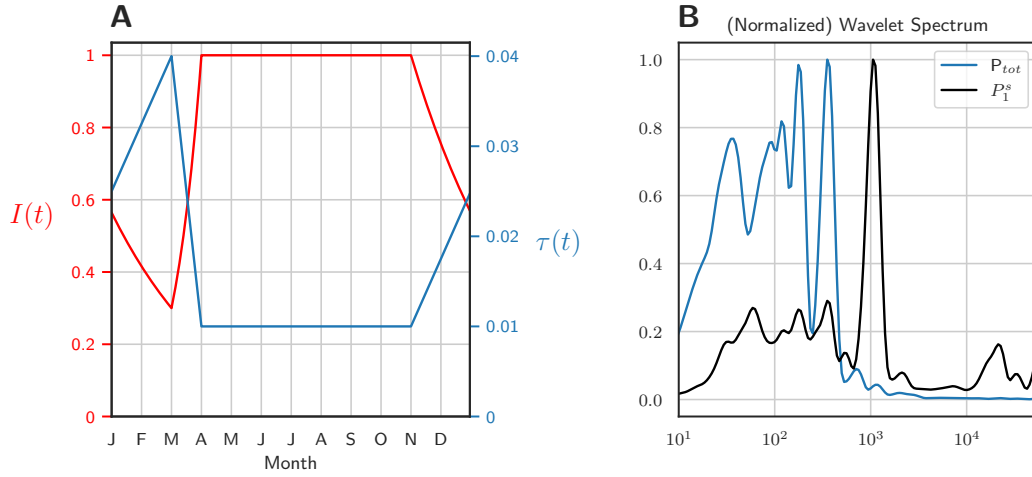 A
1
0.8
0.6
0.4
0.2
0
I(t)
0.04
0.03
0.02
0.01
0
τ(t)
J F M A M J J A S O N D
Month
B
(Normalized) Wavelet Spectrum
P_{tot}
P_1^s
1.0
0.8
0.6
0.4
0.2
0.0
10^1 10^2 10^3 10^4